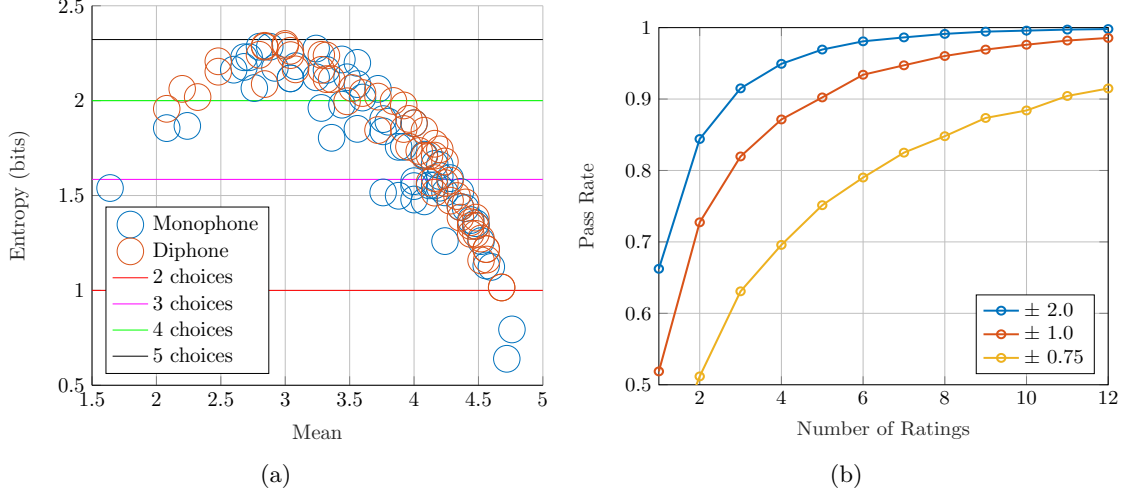 2.5
2
1.5
1
0.5
Entropy (bits)
Monophone
Diphone
2 choices
3 choices
4 choices
5 choices
1.5 2 2.5 3 3.5 4 4.5 5
Mean
(a)
1
0.9
0.8
0.7
0.6
0.5
Pass Rate
± 2.0
± 1.0
± 0.75
2 4 6 8 10 12
Number of Ratings
(b)